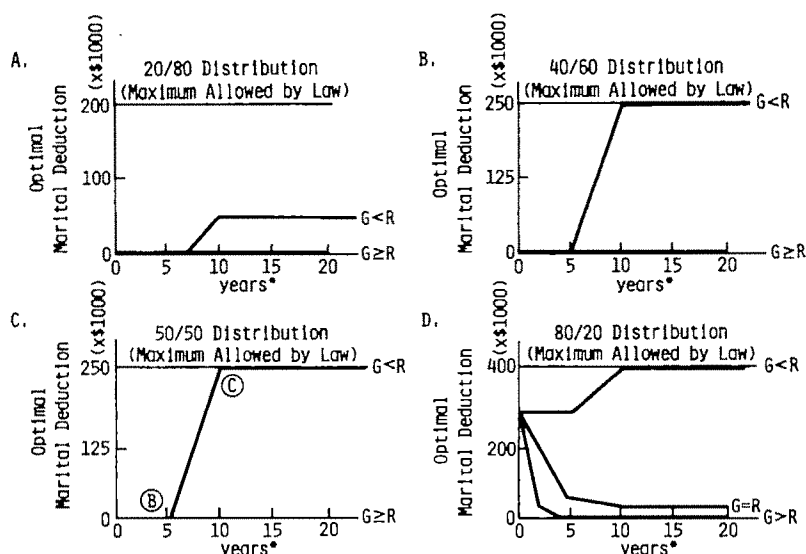 A.
20/80 Distribution
(Maximum Allowed by Law)
Optimal
Marital Deduction
(x$1000)
200
100
0
G<R
G≥R
0 5 10 15 20
years*
B.
40/60 Distribution
(Maximum Allowed by Law)
Optimal
Marital Deduction
(x$1000)
250
125
0
G<R
G≥R
0 5 10 15 20
years*
C.
50/50 Distribution
(Maximum Allowed by Law)
Optimal
Marital Deduction
(x$1000)
250
125
0
G<R
C
B
G≥R
0 5 10 15 20
years*
D.
80/20 Distribution
(Maximum Allowed by Law)
Optimal
Marital Deduction
(x$1000)
400
200
0
G<R
G=R
G>R
0 5 10 15 20
years*